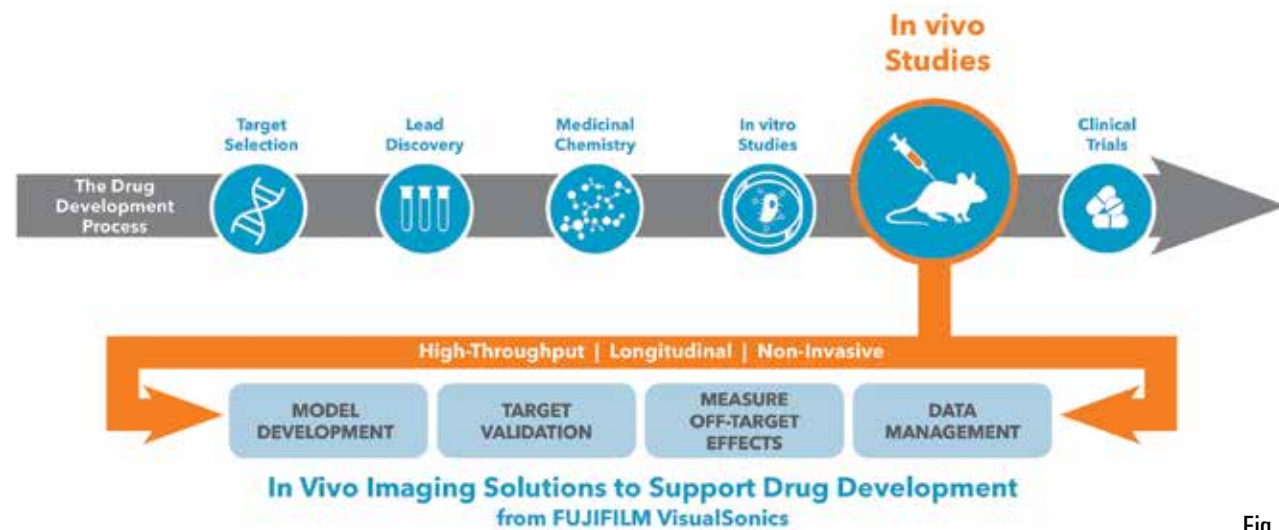 In vivo
Studies
Target
Selection
Lead
Discovery
Medicinal
Chemistry
In vitro
Studies
Clinical
Trials
The Drug
Development
Process
High-Throughput | Longitudinal | Non-Invasive
MODEL
DEVELOPMENT
TARGET
VALIDATION
MEASURE
OFF-TARGET
EFFECTS
DATA
MANAGEMENT
In Vivo Imaging Solutions to Support Drug Development
from FUJIFILM VisualSonics
Fig